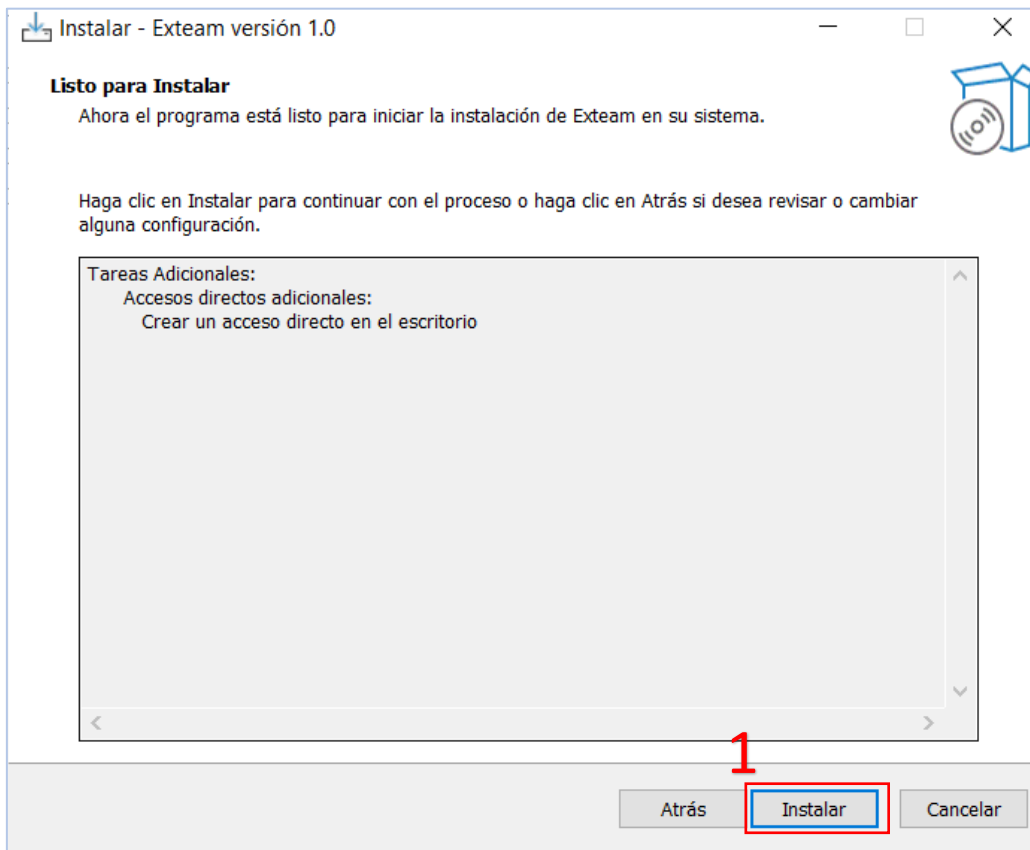 Instalar - Exteam versión 1.0
Listo para Instalar
Ahora el programa está listo para iniciar la instalación de Exteam en su sistema.
Haga clic en Instalar para continuar con el proceso o haga clic en Atrás si desea revisar o cambiar
alguna configuración.
Tareas Adicionales:
Accesos directos adicionales:
Crear un acceso directo en el escritorio
1
Atrás Instalar Cancelar